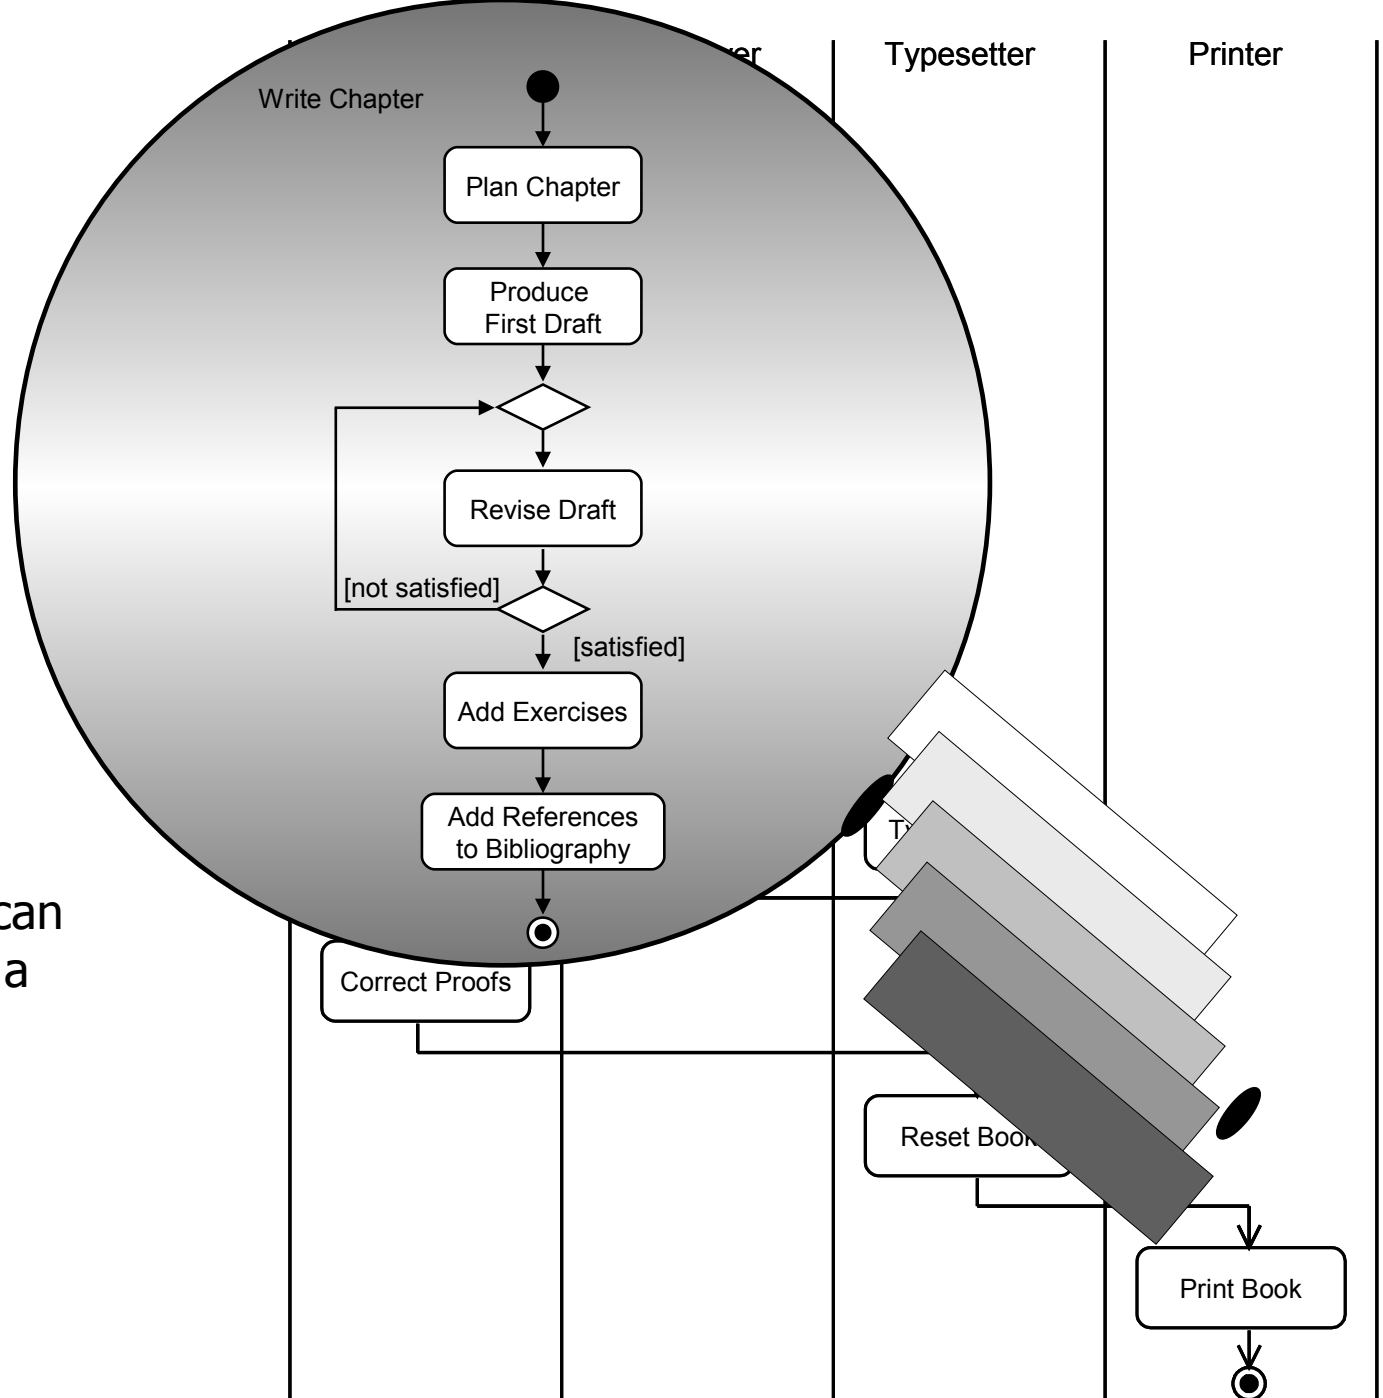 Typesetter
Printer
Write Chapter
Plan Chapter
Produce
First Draft
Revise Draft
[not satisfied]
[satisfied]
Add Exercises
Add References
to Bibliography
can
a
Correct Proofs
Reset Book
Print Book